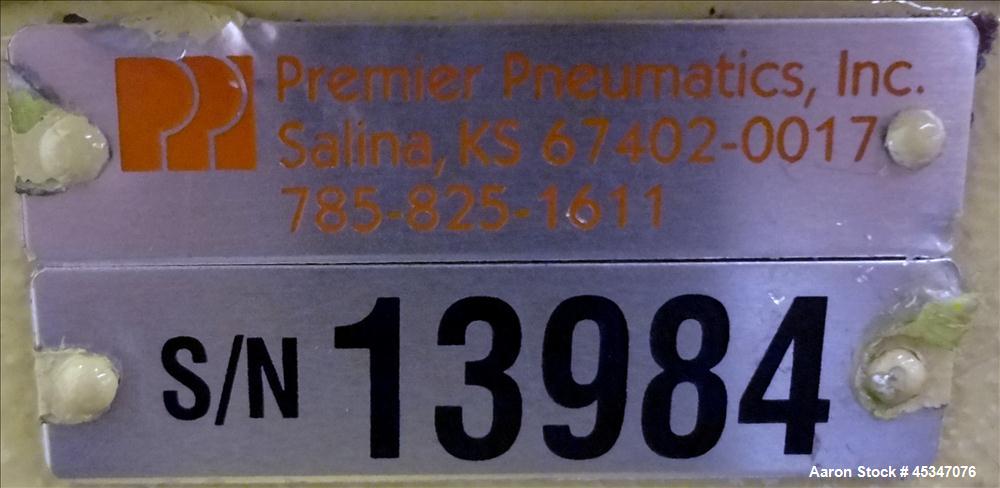 PPI Premier Pneumatics, Inc.
Salina, KS 67402-0017
785-825-1611
S/N 13984
Aaron Stock # 45347076